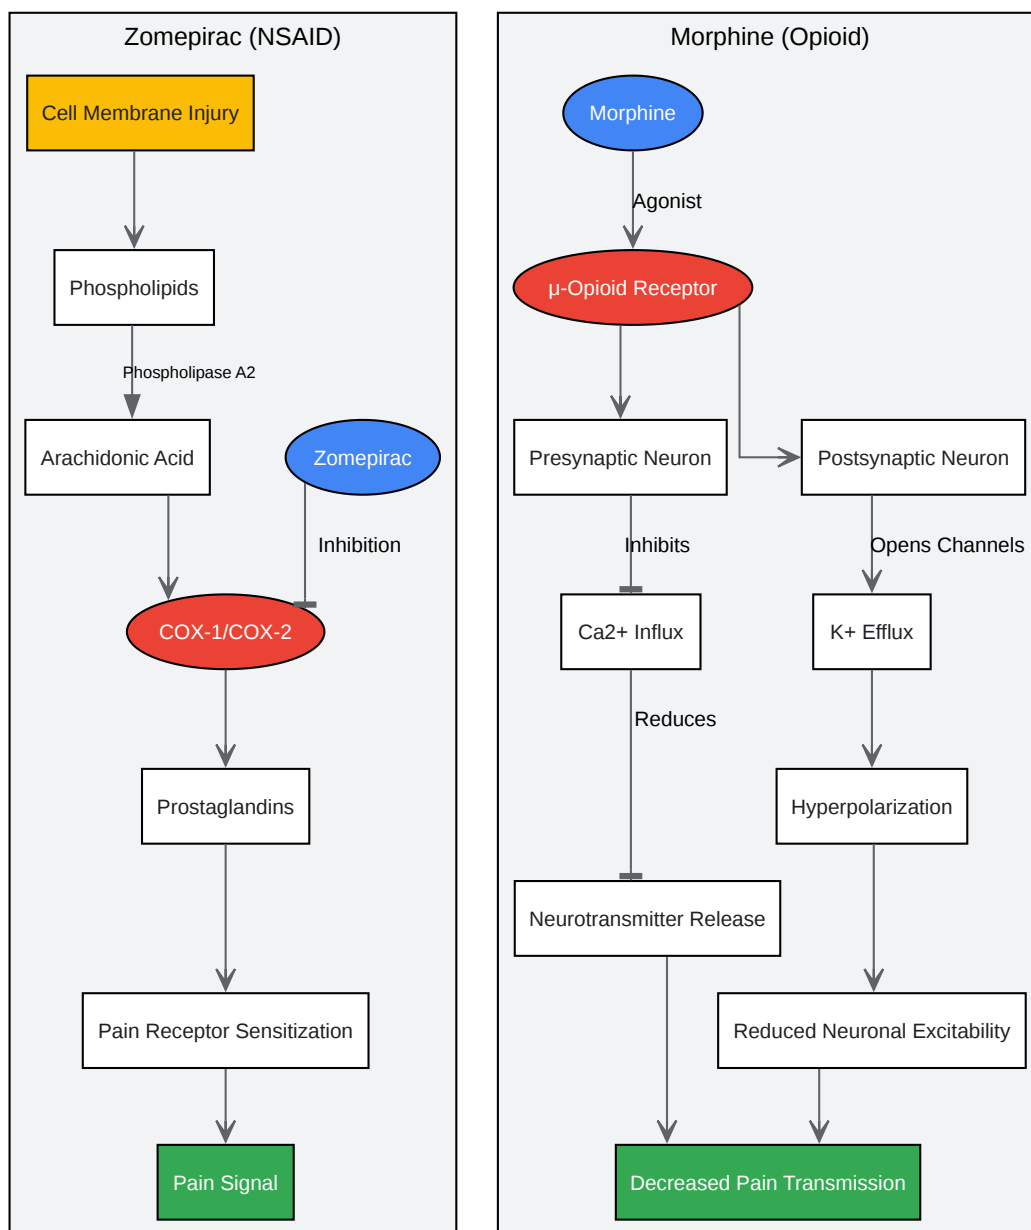 Zomepirac (NSAID)
Cell Membrane Injury
Phospholipids
Phospholipase A2
Arachidonic Acid
Zomepirac
Inhibition
COX-1/COX-2
Prostaglandins
Pain Receptor Sensitization
Pain Signal
Morphine (Opioid)
Morphine
Agonist
μ-Opioid Receptor
Presynaptic Neuron
Postsynaptic Neuron
Inhibits
Opens Channels
Ca2+ Influx
K+ Efflux
Reduces
Hyperpolarization
Neurotransmitter Release
Reduced Neuronal Excitability
Decreased Pain Transmission